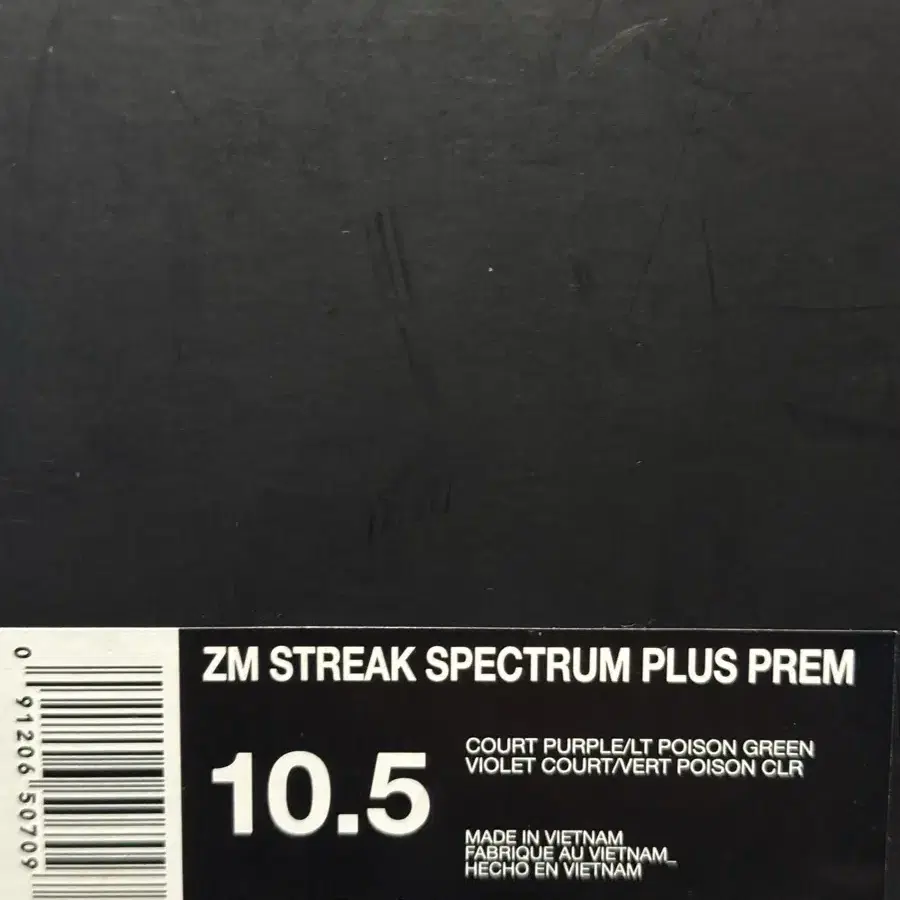 ZM STREAK SPECTRUM PLUS PREM
10.5
COURT PURPLE/LT POISON GREEN
VIOLET COURT/VERT POISON CLR
MADE IN VIETNAM
FABRIQUE AU VIETNAM_
HECHO EN VIETNAM
0 91206 50709